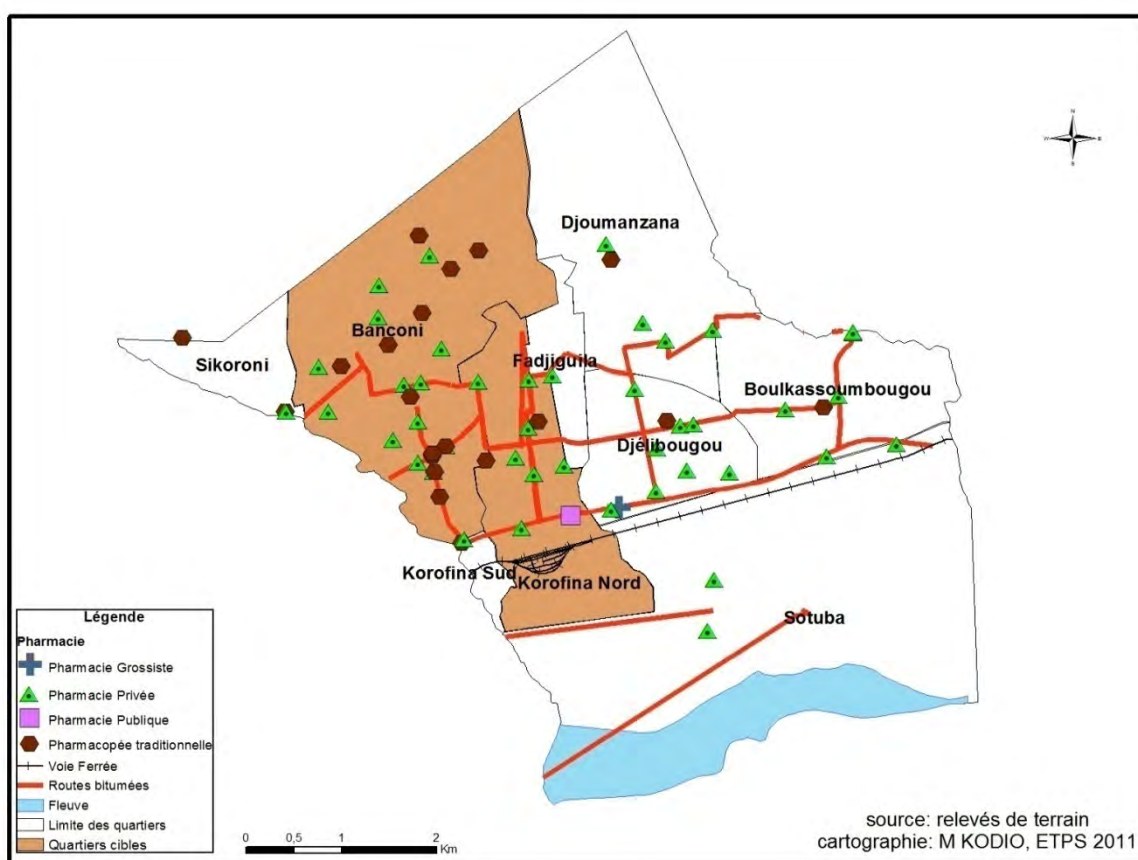 N
W E
S
Djoumanzana
Banconi
Sikoroni
Fadjiguila
Boulkassoumbougou
Djélibougou
Korofina Sud
Korofina Nord
Sotuba
Légende
Pharmacie
Pharmacie Grossiste
Pharmacie Privée
Pharmacie Publique
Pharmacopée traditionnelle
Voie Ferrée
Routes bitumées
Fleuve
Limite des quartiers
Quartiers cibles
0 0,5 1 2
Km
source: relevés de terrain
cartographie: M KODIO, ETPS 2011